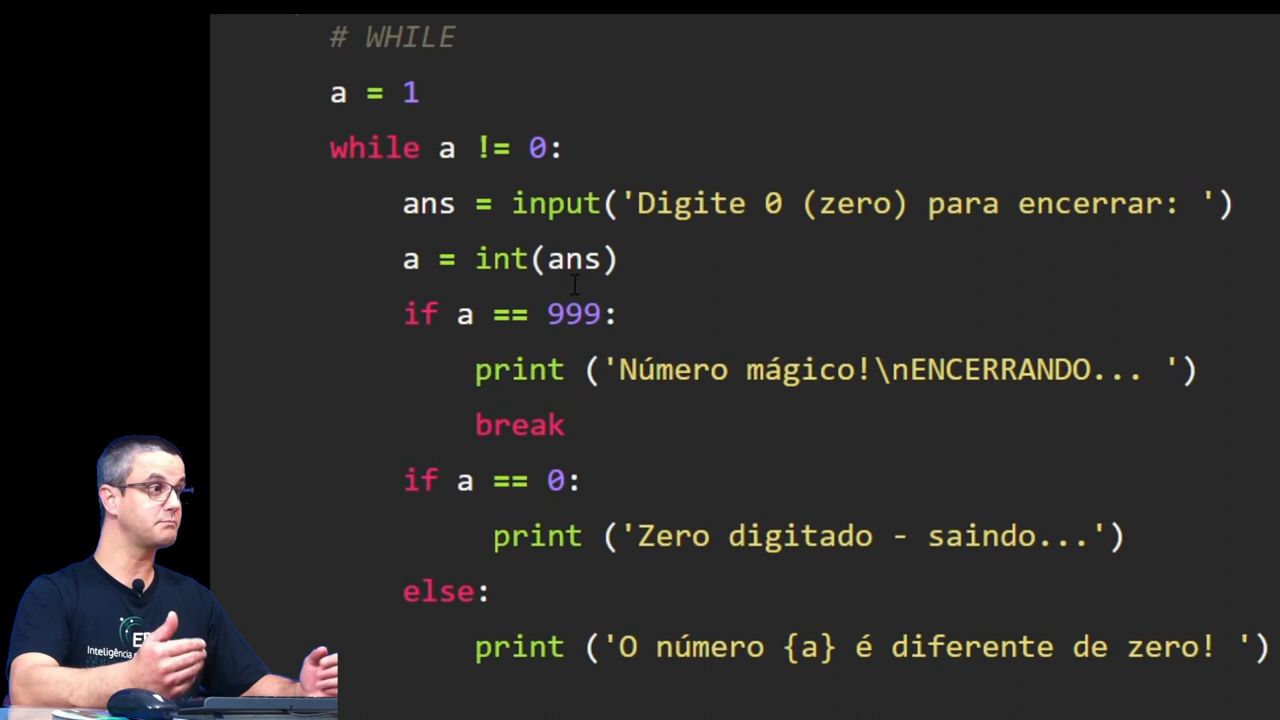 # WHILE
a = 1
while a != 0:
    ans = input('Digite 0 (zero) para encerrar: ')
    a = int(ans)
    if a == 999:
        print ('Número mágico!\nENCERRANDO... ')
        break
    if a == 0:
         print ('Zero digitado - saindo...')
    else:
        print ('O número {a} é diferente de zero! ')
Inteligência